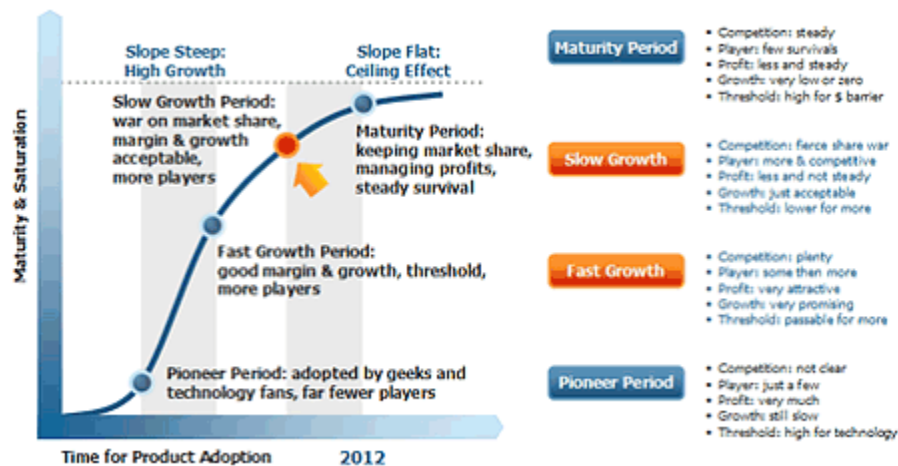 Slope Steep:
High Growth
Slope Flat:
Ceiling Effect
Slow Growth Period:
war on market share,
margin & growth
acceptable,
more players
Maturity Period:
keeping market share,
managing profits,
steady survival
Fast Growth Period:
good margin & growth, threshold,
more players
Pioneer Period: adopted by geeks and
technology fans, far fewer players
Maturity & Saturation
Time for Product Adoption
2012
Maturity Period
• Competition: steady
• Player: few survivals
• Profit: less and steady
• Growth: very low or zero
• Threshold: high for $ barrier
Slow Growth
• Competition: fierce share war
• Player: more & competitive
• Profit: less and not steady
• Growth: just acceptable
• Threshold: lower for more
Fast Growth
• Competition: plenty
• Player: some then more
• Profit: very attractive
• Growth: very promising
• Threshold: passable for more
Pioneer Period
• Competition: not clear
• Player: just a few
• Profit: very much
• Growth: still slow
• Threshold: high for technology